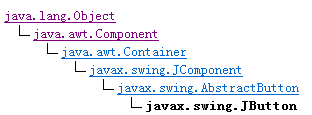 java.lang.Object
java.awt.Component
java.awt.Container
javax.swing.JComponent
javax.swing.AbstractButton
javax.swing.JButton